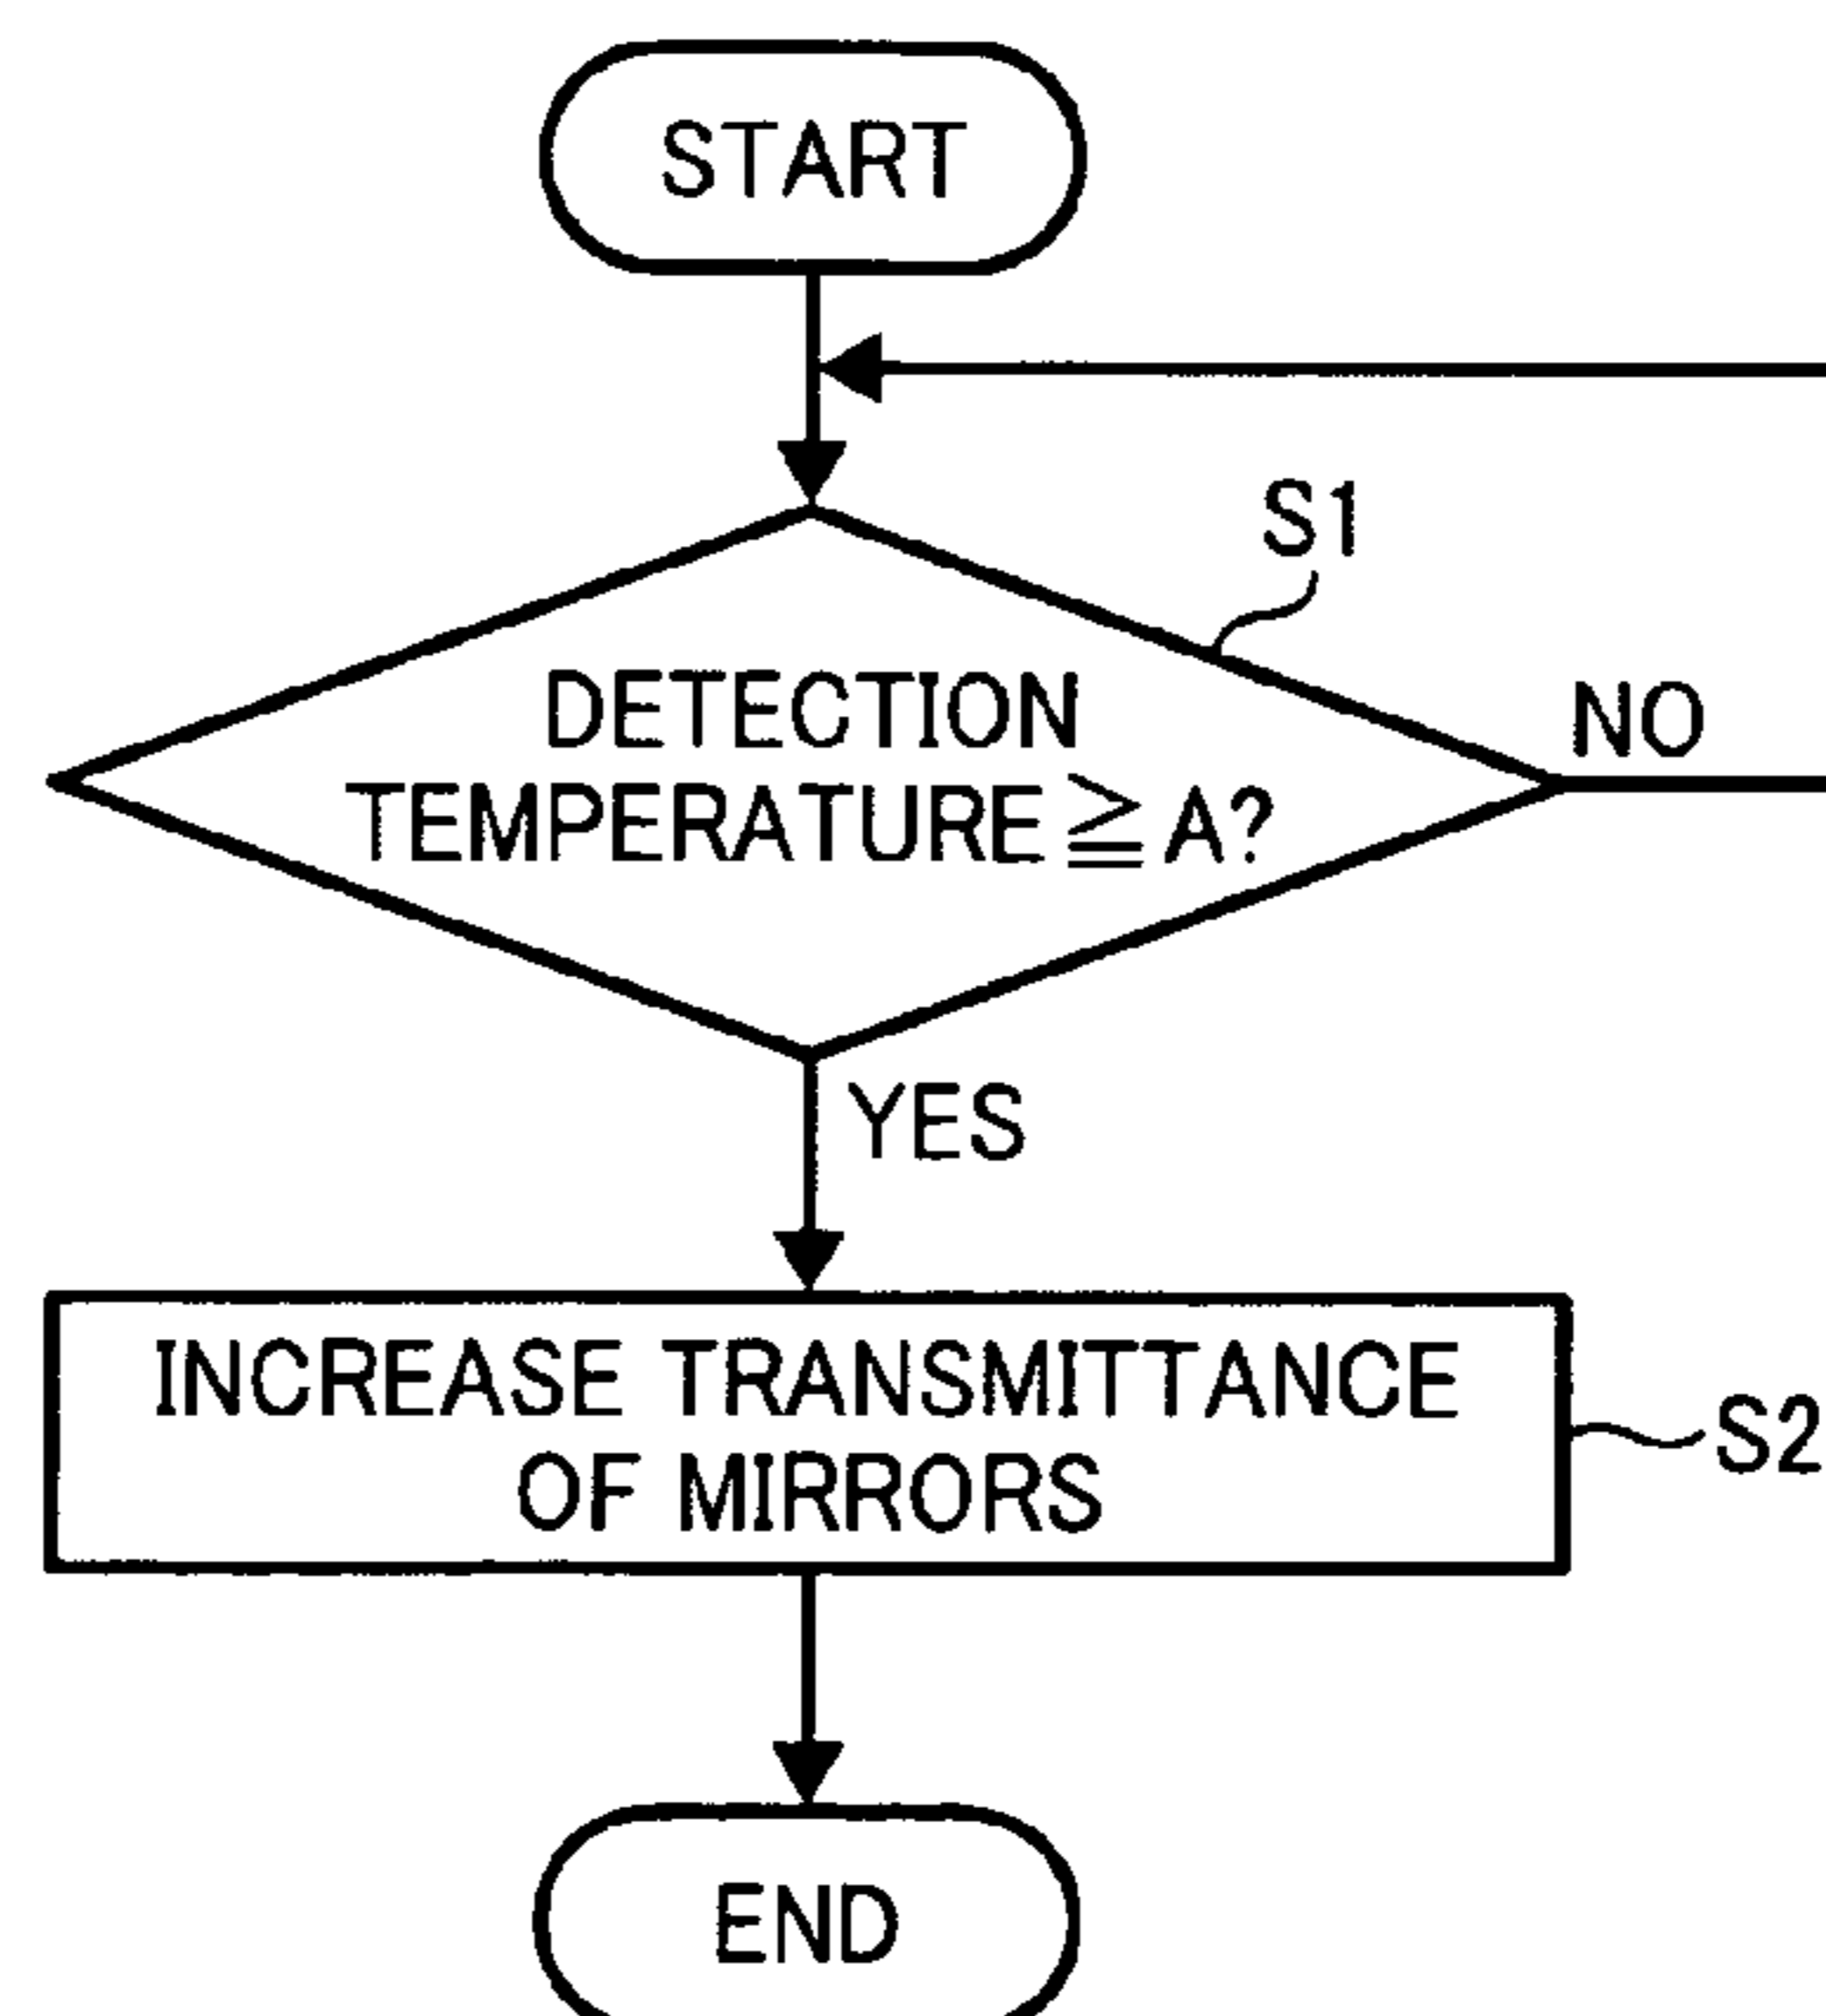 START
S1
DETECTION
TEMPERATURE≧A?
NO
YES
INCREASE TRANSMITTANCE
OF MIRRORS
S2
END